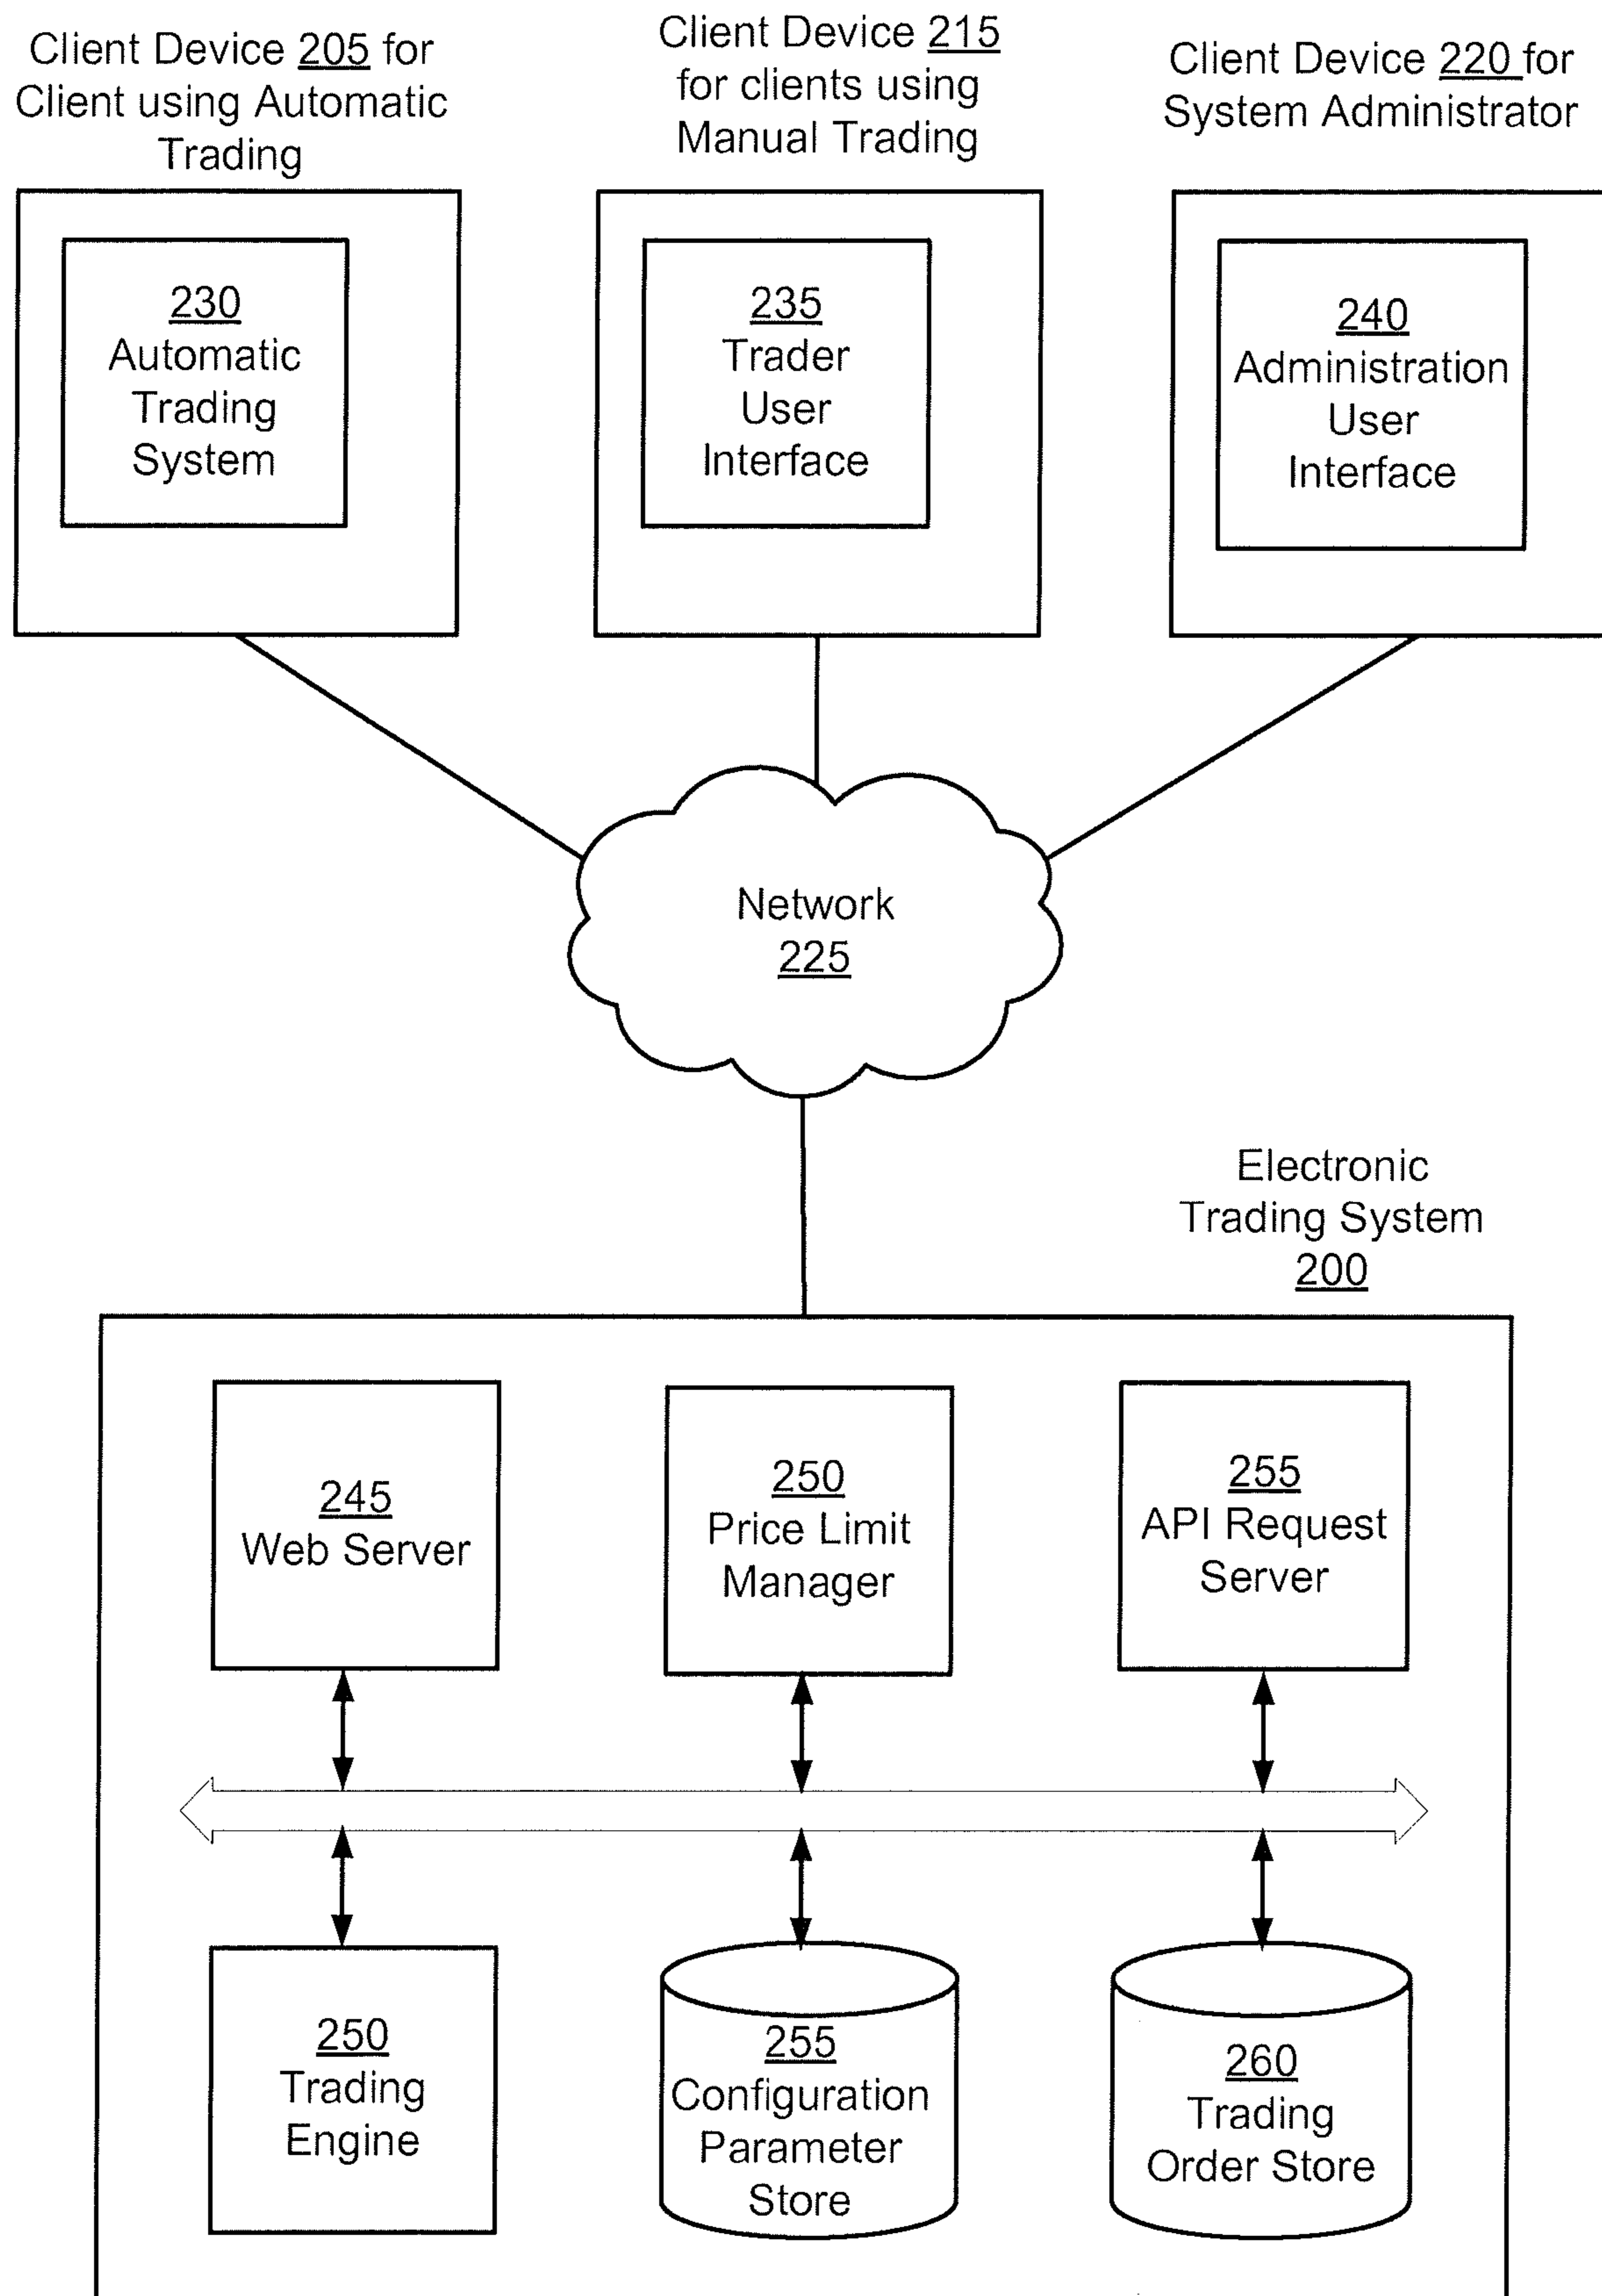 Client Device 205 for
Client using Automatic
Trading
Client Device 215
for clients using
Manual Trading
Client Device 220 for
System Administrator
230
Automatic
Trading
System
235
Trader
User
Interface
240
Administration
User
Interface
Network
225
Electronic
Trading System
200
245
Web Server
250
Price Limit
Manager
255
API Request
Server
250
Trading
Engine
255
Configuration
Parameter
Store
260
Trading
Order Store